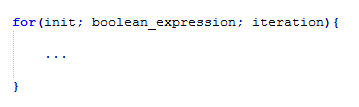 for(init; boolean_expression; iteration){
...
}